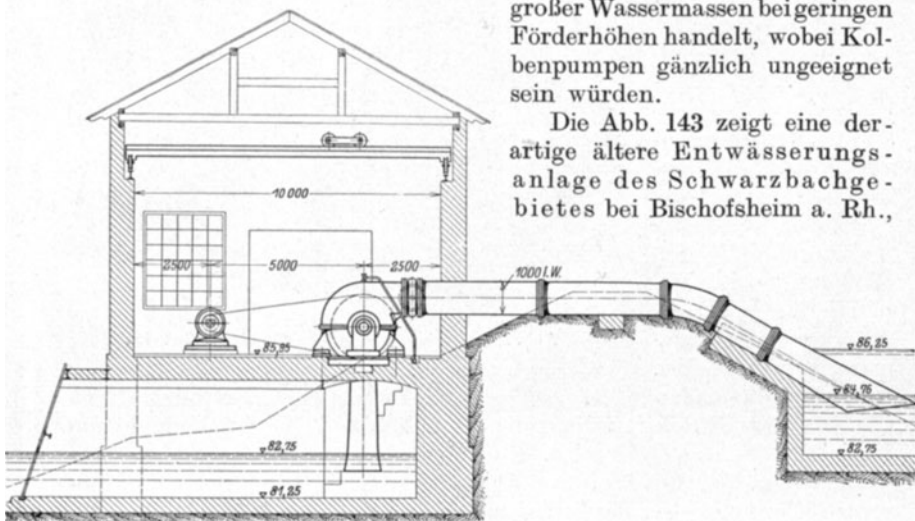 großer Wassermassen bei geringen
Förderhöhen handelt, wobei Kol-
benpumpen gänzlich ungeeignet
sein würden.
Die Abb. 143 zeigt eine der-
artige ältere Entwässerungs-
anlage des Schwarzbachge-
bietes bei Bischofsheim a. Rh.,
10 000
2500
5000
2500
1000 l.W.
85,95
86,25
84,75
82,75
82,75
81,25